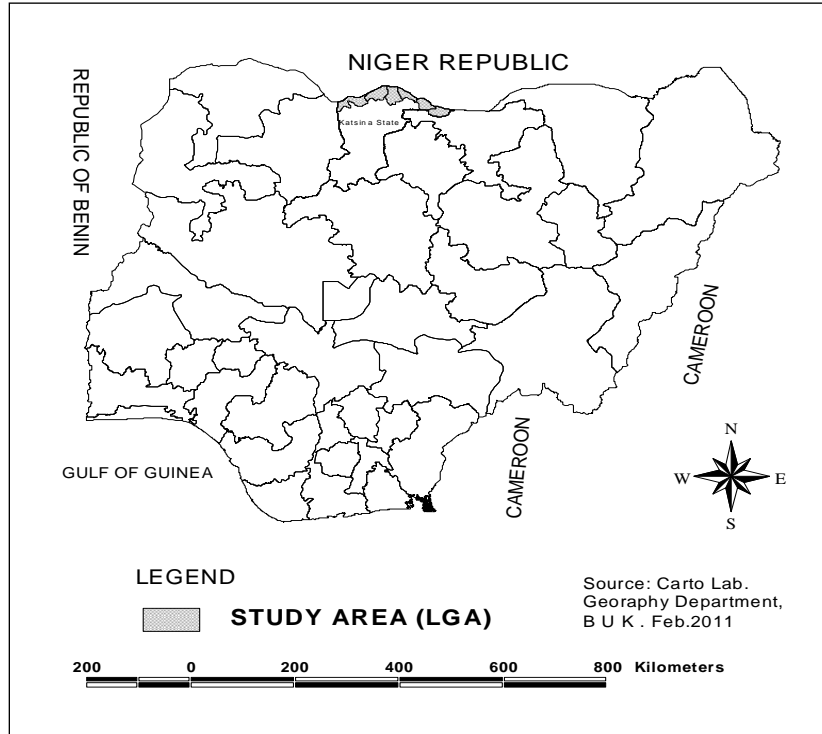 NIGER REPUBLIC
REPUBLIC OF BENIN
Katsina State
CAMEROON
CAMEROON
GULF OF GUINEA
N
W
E
S
LEGEND
STUDY AREA (LGA)
Source: Carto Lab.
Georaphy Department,
B U K . Feb.2011
200 0 200 400 600 800 Kilometers